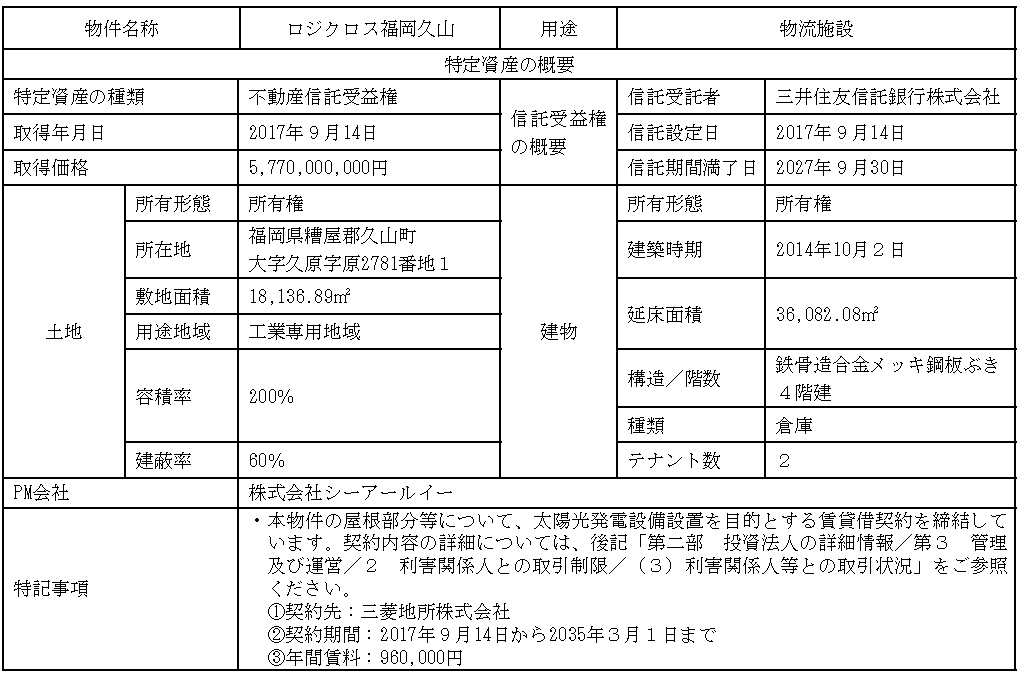 物件名称 ロジクロス福岡久山 用途 物流施設
特定資産の概要
特定資産の種類 不動産信託受益権 信託受益権の概要 信託受託者 三井住友信託銀行株式会社
取得年月日 2017年9月14日 信託設定日 2017年9月14日
取得価格 5,770,000,000円 信託期間満了日 2027年9月30日
土地 所有形態 所有権 建物 所有形態 所有権
所在地 福岡県糟屋郡久山町
大字久原字原2781番地1
建築時期 2014年10月2日
敷地面積 18,136.89㎡
延床面積 36,082.08㎡
用途地域 工業専用地域
容積率 200%
構造/階数 鉄骨造合金メッキ鋼板ぶき
4階建
種類 倉庫
建蔽率 60% テナント数 2
PM会社 株式会社シーアールイー
特記事項
・本物件の屋根部分等について、太陽光発電設備設置を目的とする賃貸借契約を締結して
います。契約内容の詳細については、後記「第二部 投資法人の詳細情報/第3 管理
及び運営/2 利害関係人との取引制限/(3)利害関係人等との取引状況」をご参照
ください。
①契約先:三菱地所株式会社
②契約期間:2017年9月14日から2035年3月1日まで
③年間賃料:960,000円